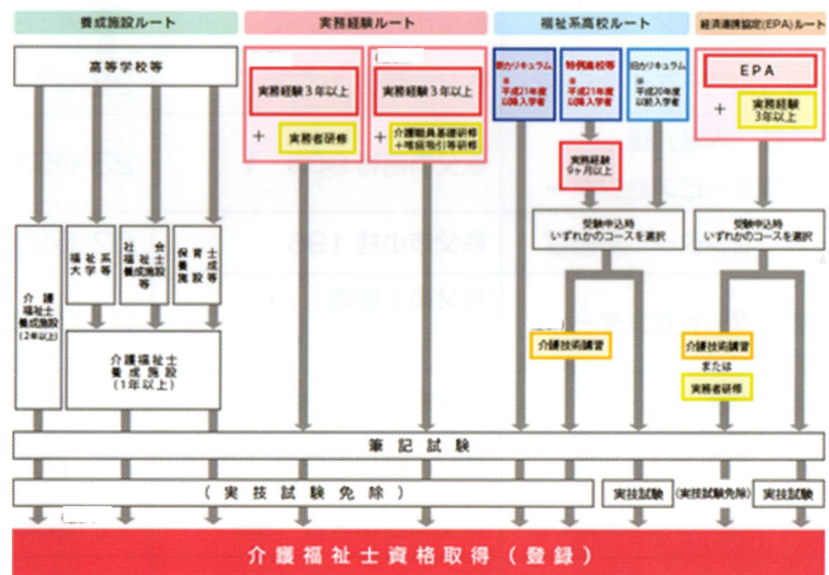 養成施設ルート
実務経験ルート
福祉系高校ルート
経済連携協定(EPA)ルート
高等学校等
実務経験3年以上
+
実務者研修
実務経験3年以上
+
介護職員基礎研修
+喀痰吸引等研修
新カリキュラム
※
平成21年度
以降入学者
特例高校等
※
平成21年度
以降入学者
旧カリキュラム
※
平成20年度
以前入学者
EPA
+
実務経験
3年以上
実務経験
9ヶ月以上
受験申込時
いずれかのコースを選択
受験申込時
いずれかのコースを選択
介護
福祉士
養成施設
(2年以上)
福祉系
大学等
社会
福祉士
養成施設
等
保育士
養成
施設等
介護福祉士
養成施設
(1年以上)
介護技術講習
介護技術講習
または
実務者研修
筆記試験
(実技試験免除)
実技試験
(実技試験免除)
実技試験
介護福祉士資格取得(登録)